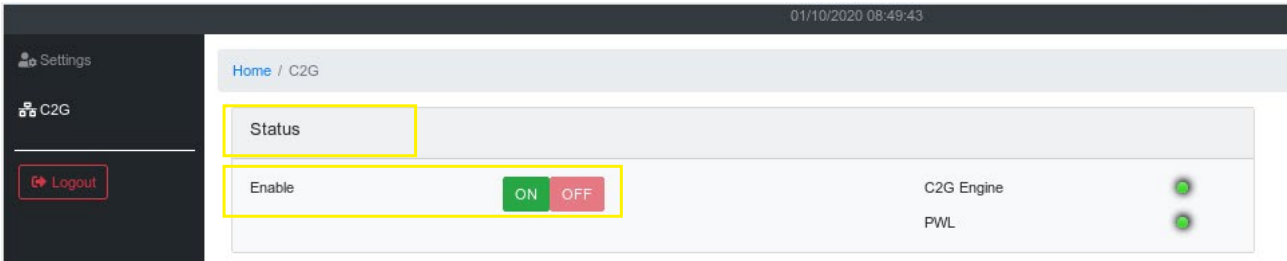 01/10/2020 08:49:43
Settings
Home / C2G
C2G
Status
Logout
Enable
ON OFF
C2G Engine
PWL